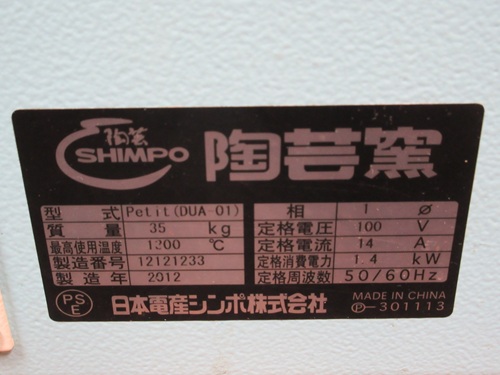 陶芸
SHIMPO
陶芸窯
型式 Petit(DUA-01)
質量 35 kg
最高使用温度 1300 ℃
製造番号 12121233
製造年 2012
相 1 Ø
定格電圧 100 V
定格電流 14 A
定格消費電力 1.4 kW
定格周波数 50/60Hz
PS
E
日本電産シンポ株式会社
MADE IN CHINA
Ⓟ-301113